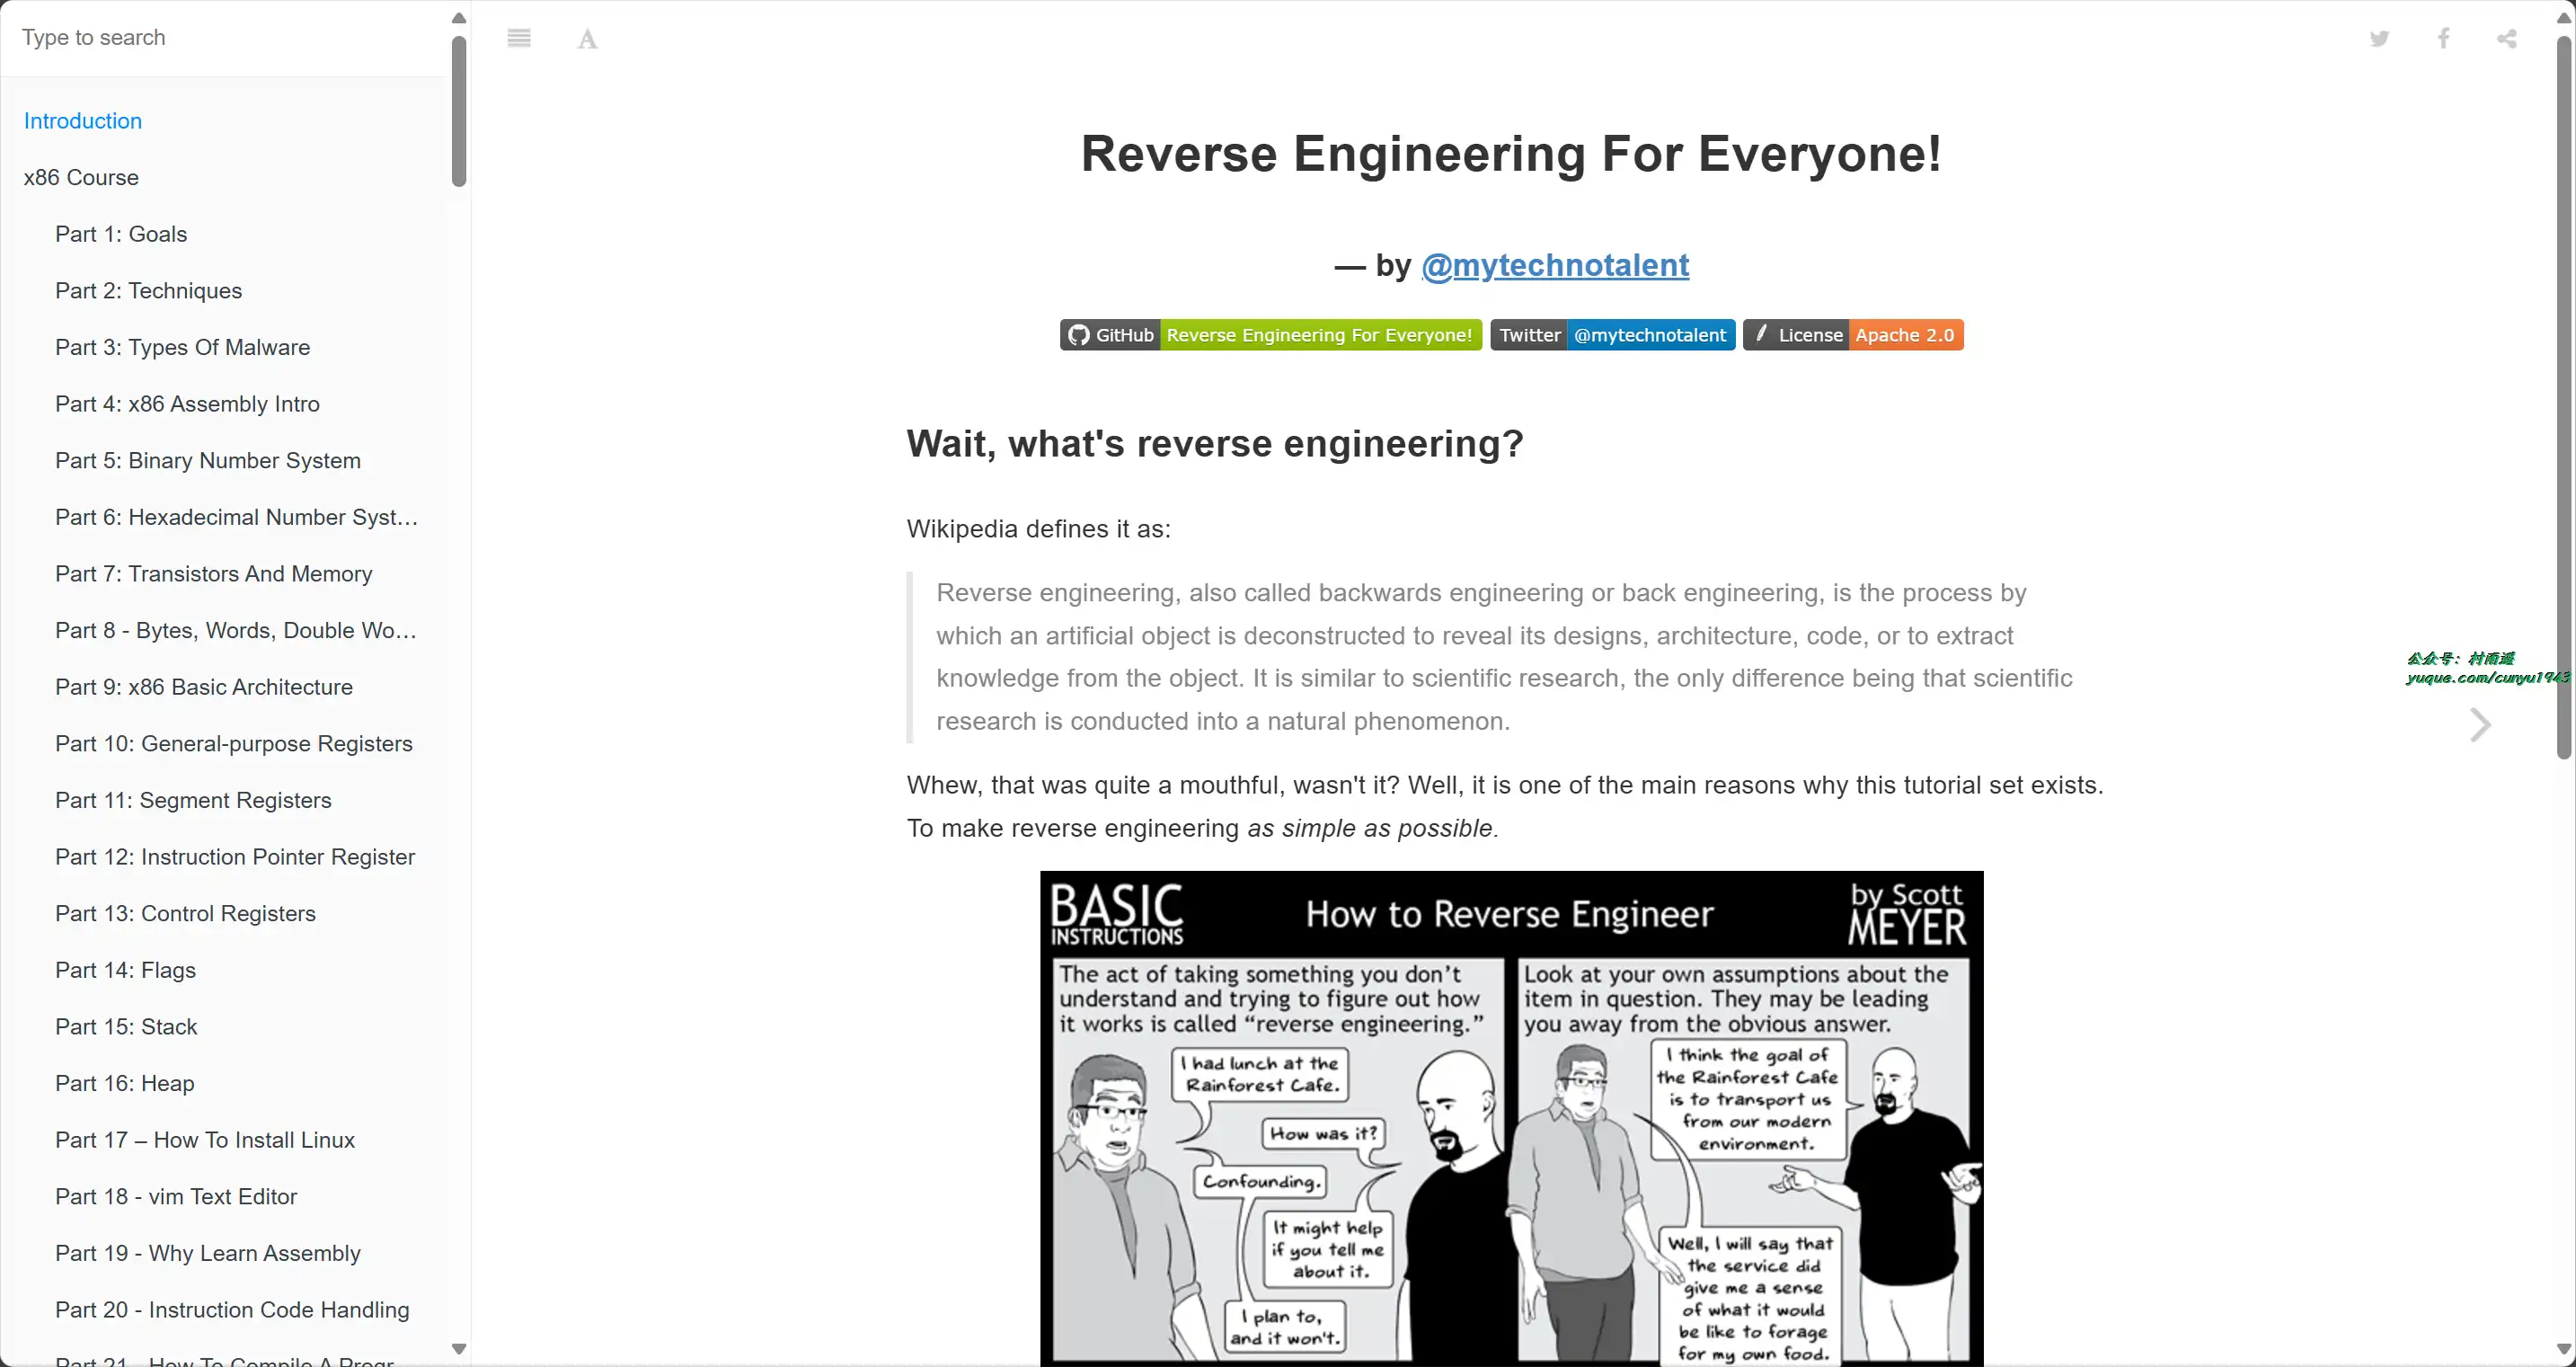 Type to search
Introduction
x86 Course
Part 1: Goals
Part 2: Techniques
Part 3: Types Of Malware
Part 4: x86 Assembly Intro
Part 5: Binary Number System
Part 6: Hexadecimal Number Syst…
Part 7: Transistors And Memory
Part 8 - Bytes, Words, Double Wo…
Part 9: x86 Basic Architecture
Part 10: General-purpose Registers
Part 11: Segment Registers
Part 12: Instruction Pointer Register
Part 13: Control Registers
Part 14: Flags
Part 15: Stack
Part 16: Heap
Part 17 – How To Install Linux
Part 18 - vim Text Editor
Part 19 - Why Learn Assembly
Part 20 - Instruction Code Handling
Part 21 - How To Compile A Progr
A
Reverse Engineering For Everyone!
— by @mytechnotalent
GitHub Reverse Engineering For Everyone! Twitter @mytechnotalent License Apache 2.0
Wait, what's reverse engineering?
Wikipedia defines it as:
Reverse engineering, also called backwards engineering or back engineering, is the process by
which an artificial object is deconstructed to reveal its designs, architecture, code, or to extract
knowledge from the object. It is similar to scientific research, the only difference being that scientific
research is conducted into a natural phenomenon.
Whew, that was quite a mouthful, wasn't it? Well, it is one of the main reasons why this tutorial set exists.
To make reverse engineering as simple as possible.
BASIC
INSTRUCTIONS
How to Reverse Engineer
by Scott
MEYER
The act of taking something you don’t
understand and trying to figure out how
it works is called “reverse engineering.”
I had lunch at the
Rainforest Cafe.
How was it?
Confounding.
It might help
if you tell me
about it.
I plan to,
and it won't.
Look at your own assumptions about the
item in question. They may be leading
you away from the obvious answer.
I think the goal of
the Rainforest Cafe
is to transport us
from our modern
environment.
Well, I will say that
the service did
give me a sense
of what it would
be like to forage
for my own food.
公众号：村雨遥
yuque.com/cunyu1943